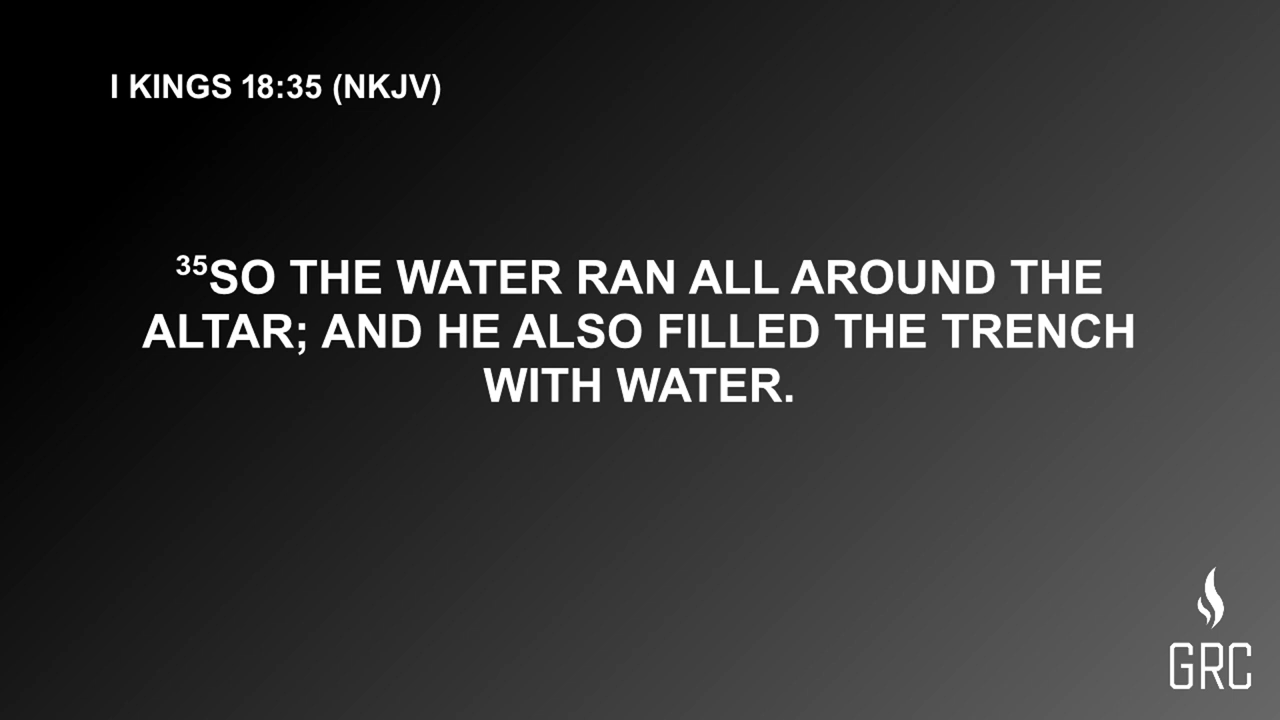 I KINGS 18:35 (NKJV)
³⁵SO THE WATER RAN ALL AROUND THE
ALTAR; AND HE ALSO FILLED THE TRENCH
WITH WATER.
GRC